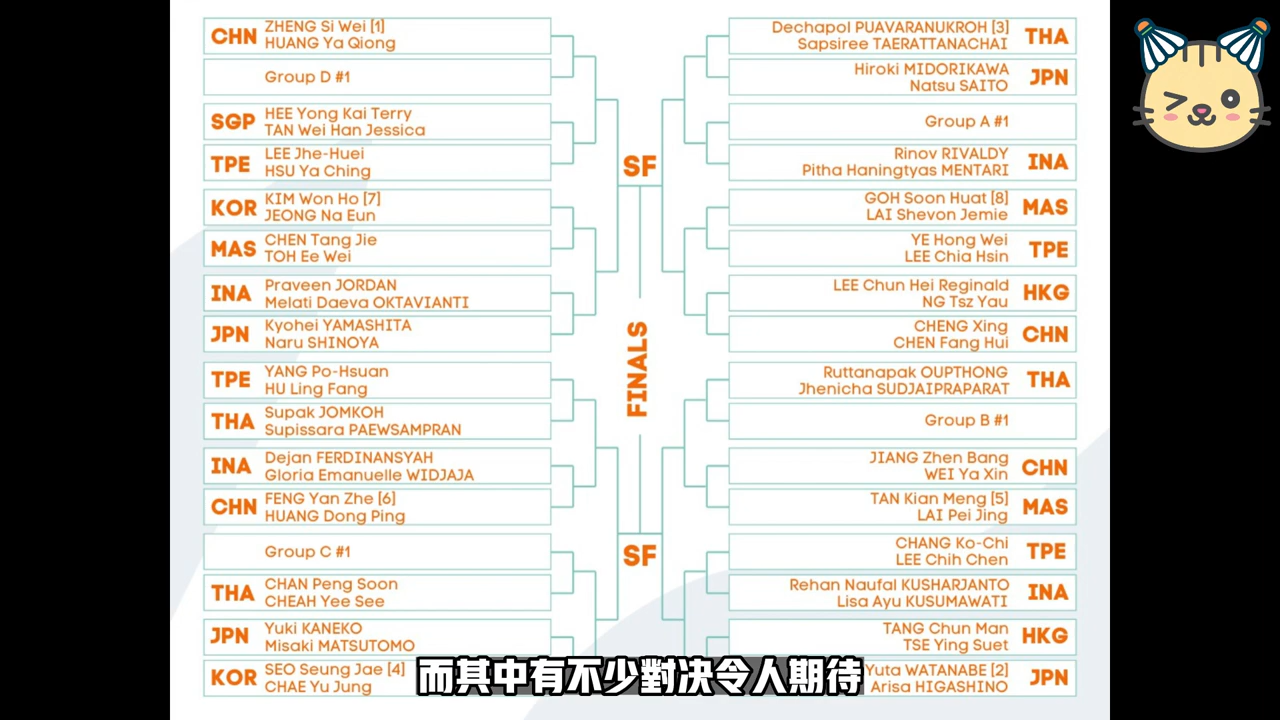 CHN
ZHENG Si Wei [1]
HUANG Ya Qiong
Group D #1
SGP
HEE Yong Kai Terry
TAN Wei Han Jessica
TPE
LEE Jhe-Huei
HSU Ya Ching
KOR
KIM Won Ho [7]
JEONG Na Eun
MAS
CHEN Tang Jie
TOH Ee Wei
INA
Praveen JORDAN
Melati Daeva OKTAVIANTI
JPN
Kyohei YAMASHITA
Naru SHINOYA
TPE
YANG Po-Hsuan
HU Ling Fang
THA
Supak JOMKOH
Supissara PAEWSAMPRAN
INA
Dejan FERDINANSYAH
Gloria Emanuelle WIDJAJA
CHN
FENG Yan Zhe [6]
HUANG Dong Ping
Group C #1
THA
CHAN Peng Soon
CHEAH Yee See
JPN
Yuki KANEKO
Misaki MATSUTOMO
KOR
SEO Seung Jae [4]
CHAE Yu Jung
SF
FINALS
SF
Dechapol PUAVARANUKROH [3]
Sapsiree TAERATTANACHAI
THA
Hiroki MIDORIKAWA
Natsu SAITO
JPN
Group A #1
Rinov RIVALDY
Pitha Haningtyas MENTARI
INA
GOH Soon Huat [8]
LAI Shevon Jemie
MAS
YE Hong Wei
LEE Chia Hsin
TPE
LEE Chun Hei Reginald
NG Tsz Yau
HKG
CHENG Xing
CHEN Fang Hui
CHN
Ruttanapak OUPTHONG
Jhenicha SUDJAIPRAPARAT
THA
Group B #1
JIANG Zhen Bang
WEI Ya Xin
CHN
TAN Kian Meng [5]
LAI Pei Jing
MAS
CHANG Ko-Chi
LEE Chih Chen
TPE
Rehan Naufal KUSHARJANTO
Lisa Ayu KUSUMAWATI
INA
TANG Chun Man
TSE Ying Suet
HKG
Yuta WATANABE [2]
Arisa HIGASHINO
JPN
而其中有不少對決令人期待